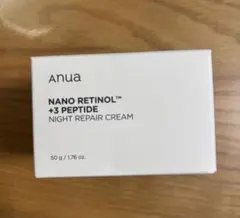 Anua
NANO RETINOL™
+3 PEPTIDE
NIGHT REPAIR CREAM
50 g / 1.76 oz.